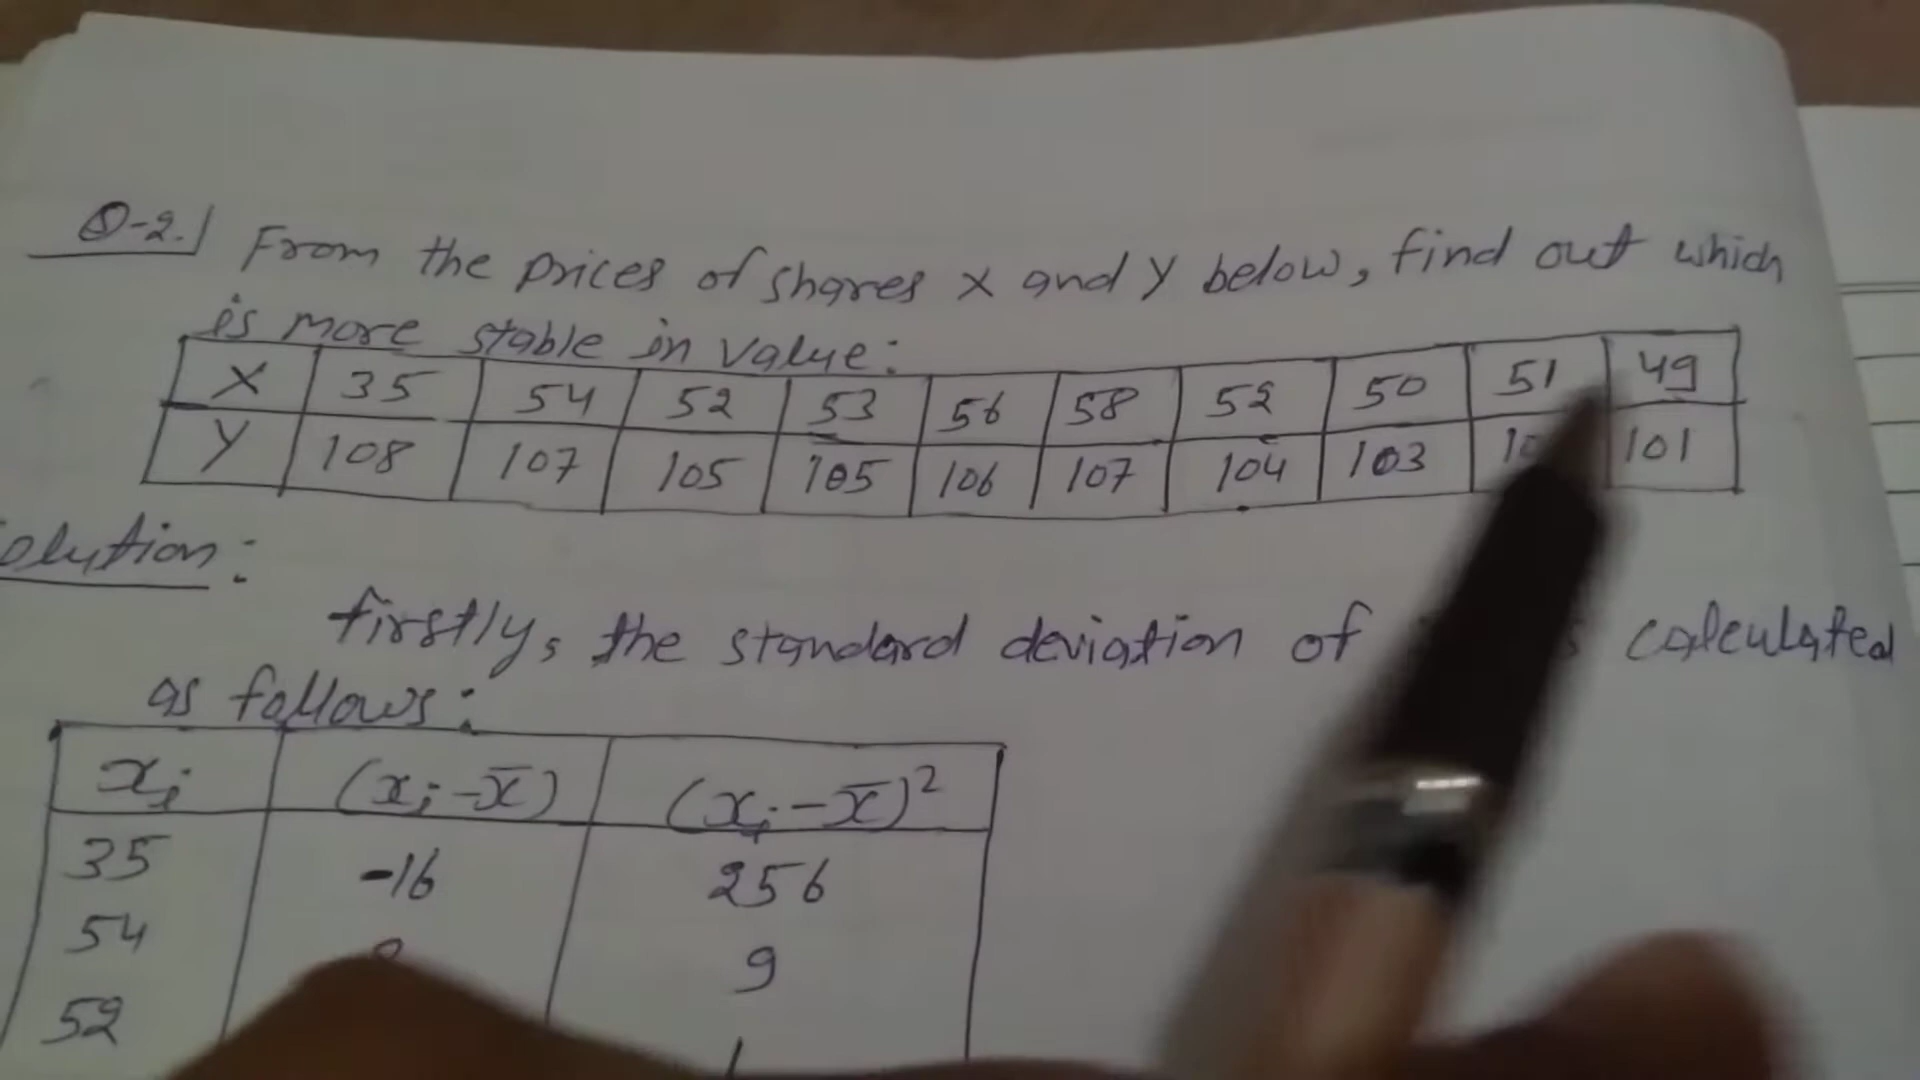 Q-2. From the prices of shares X and Y below, find out which
is more stable in value:
X 35 54 52 53 56 58 52 50 51 49
Y 108 107 105 105 106 107 104 103 101
olution:
firstly, the standard deviation of calculated
as follows:
xi (xi-x̄) (xi-x̄)²
35 -16 256
54 9
52 1